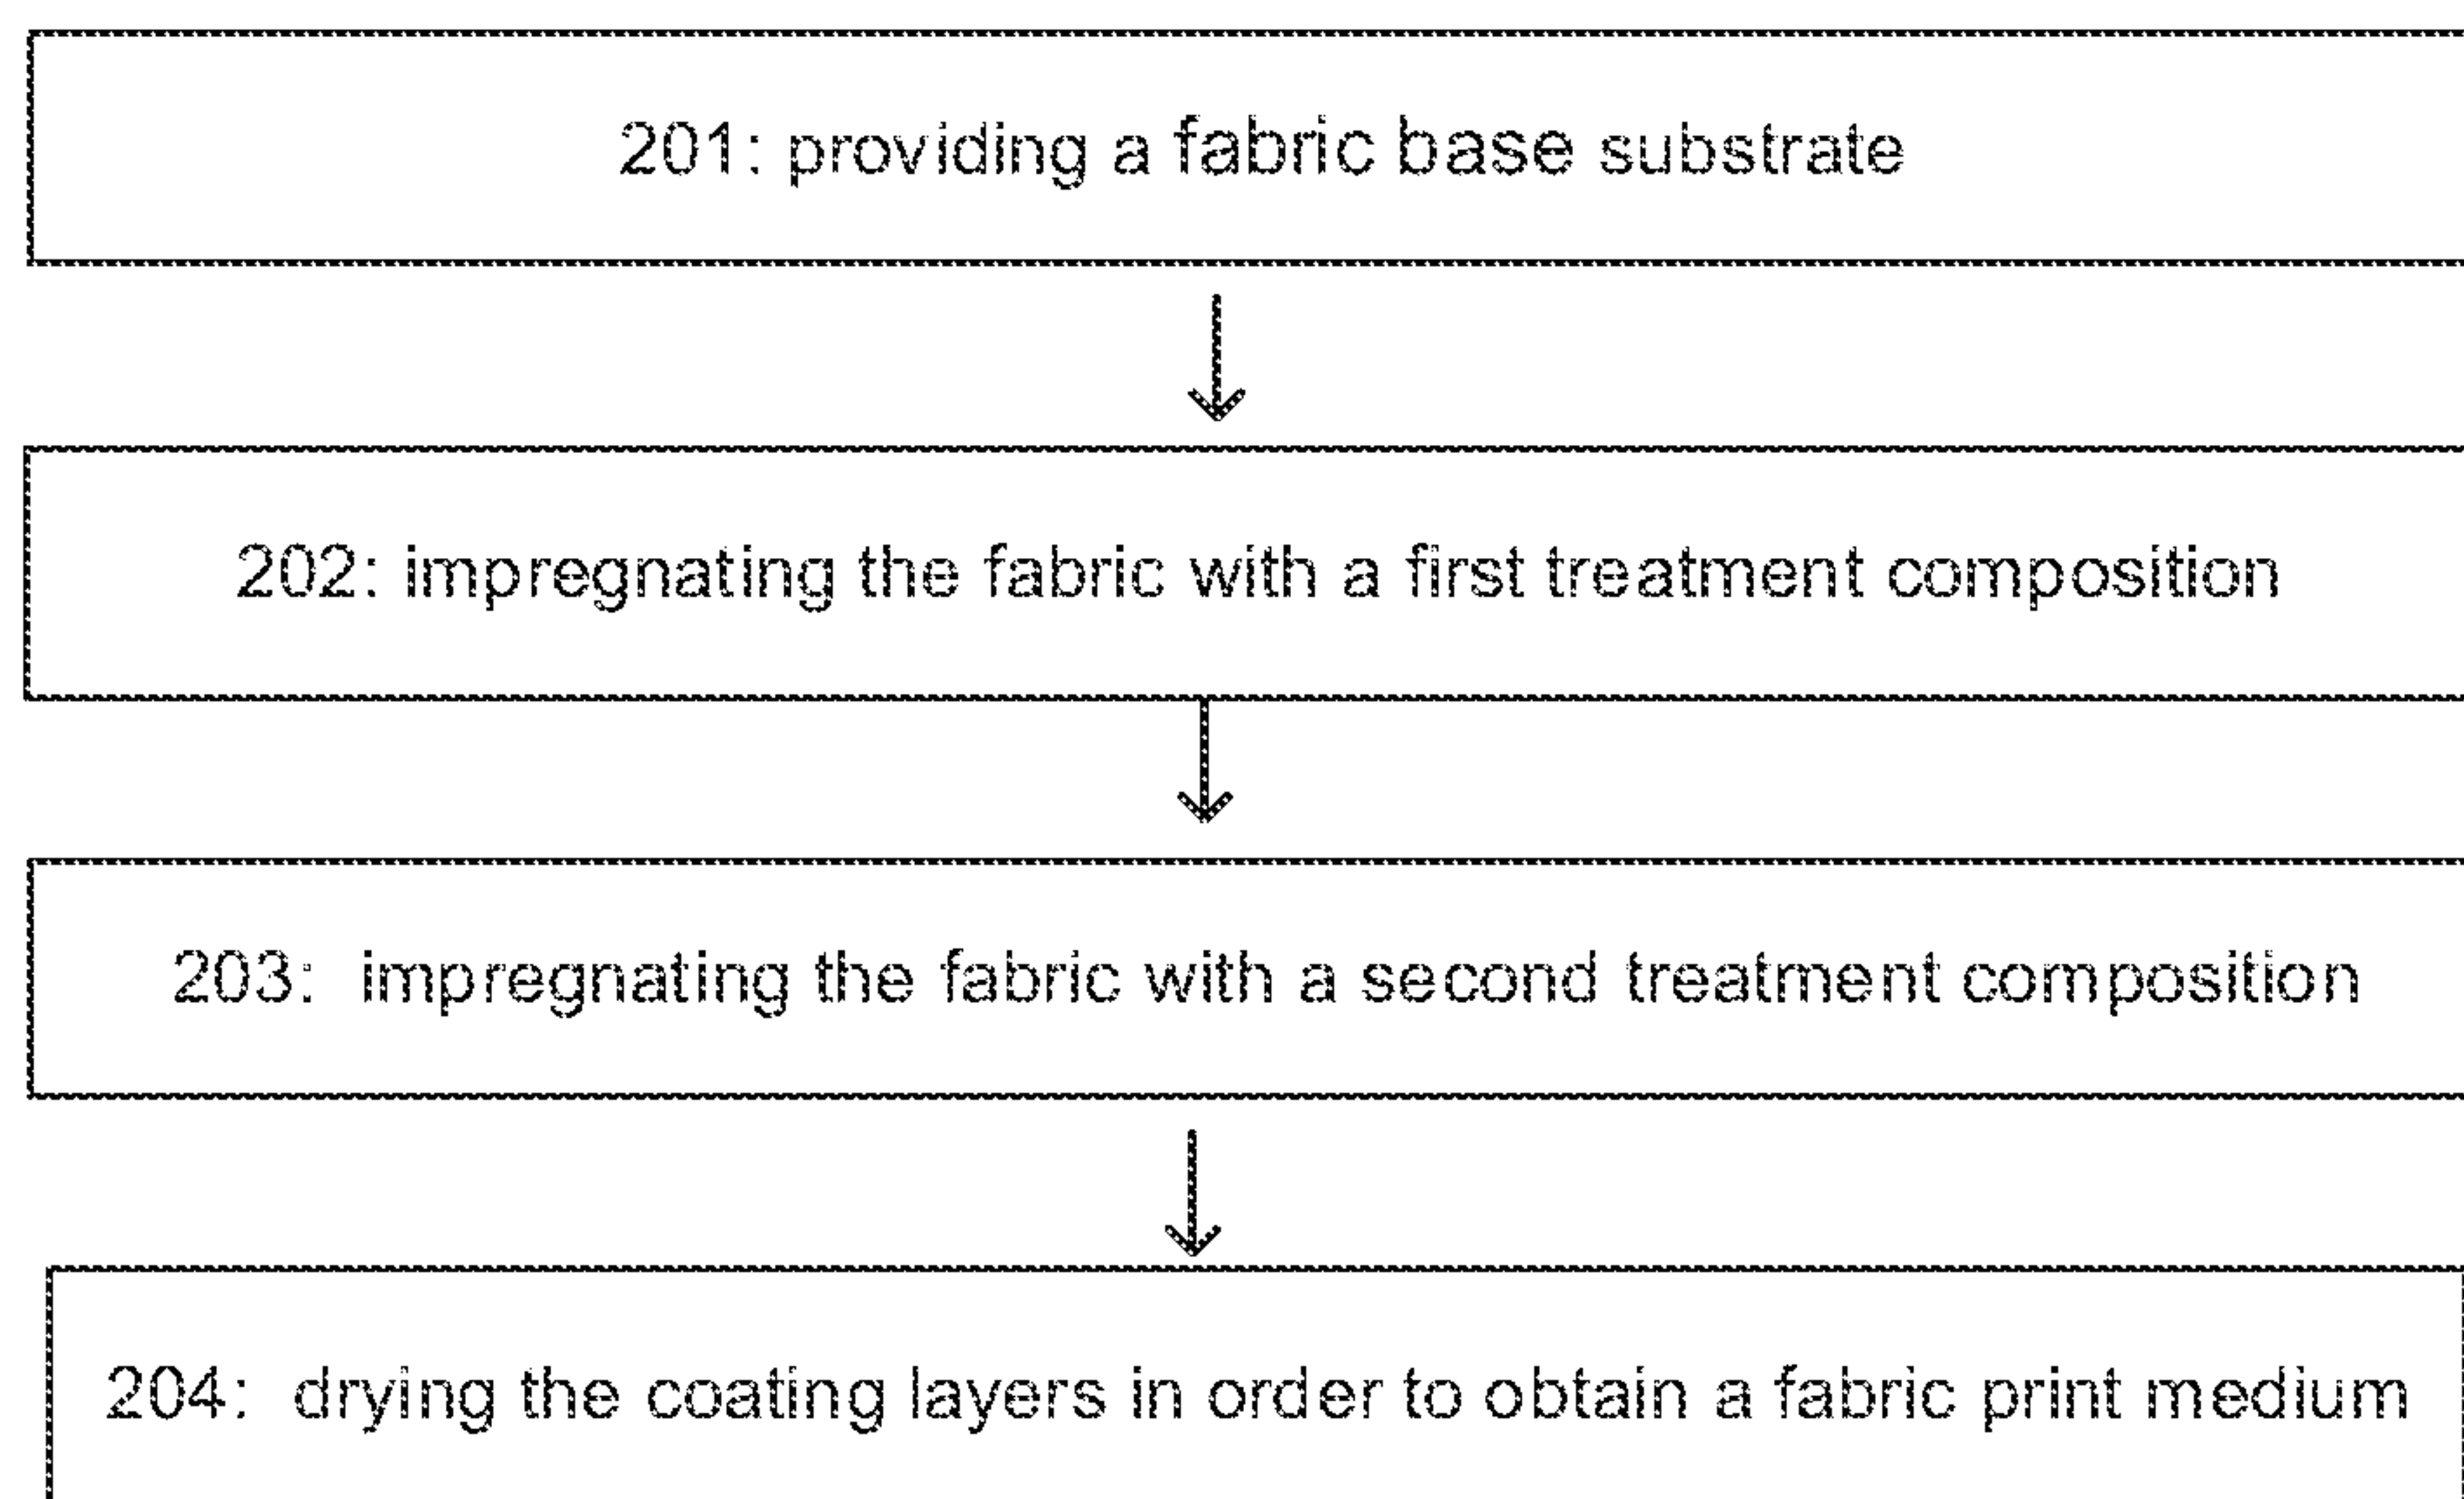 201: providing a fabric base substrate
202: impregnating the fabric with a first treatment composition
203: impregnating the fabric with a second treatment composition
204: drying the coating layers in order to obtain a fabric print medium